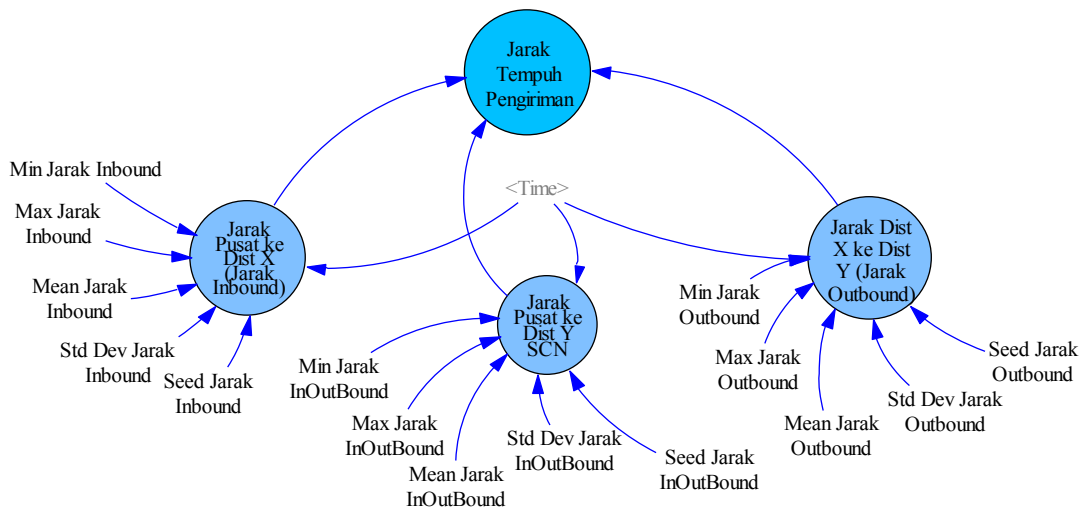 Jarak
Tempuh
Pengiriman
Min Jarak Inbound
<Time>
Max Jarak
Inbound
Jarak
Pusat ke
Dist X
(Jarak
Inbound)
Jarak Dist
X ke Dist
Y (Jarak
Outbound)
Mean Jarak
Inbound
Min Jarak
Outbound
Jarak
Pusat ke
Dist Y
SCN
Std Dev Jarak
Inbound
Seed Jarak
Inbound
Min Jarak
InOutBound
Max Jarak
Outbound
Seed Jarak
Outbound
Std Dev Jarak
Outbound
Max Jarak
InOutBound
Mean Jarak
Outbound
Std Dev Jarak
InOutBound
Mean Jarak
InOutBound
Seed Jarak
InOutBound